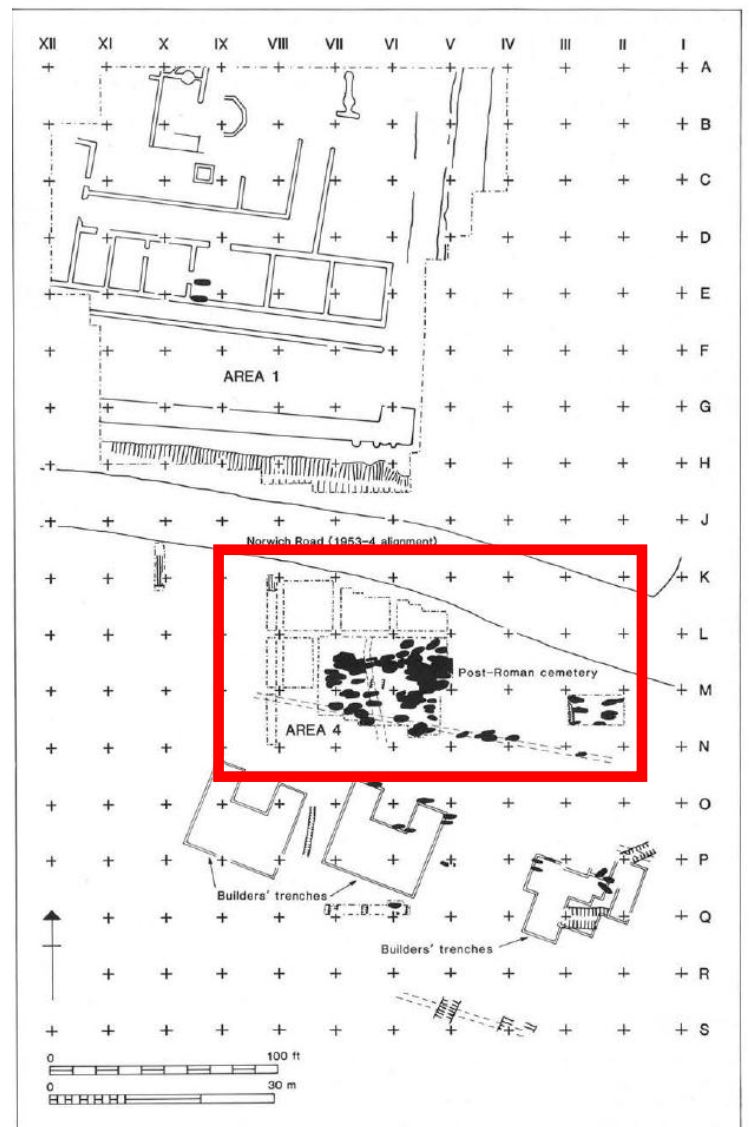 XII XI X IX VIII VII VI V IV III II I
A
B
C
D
E
F
AREA 1
G
H
J
Norwich Road (1953-4 alignment)
K
L
Post-Roman cemetery
M
AREA 4
N
O
P
Builders' trenches
Q
Builders' trenches
R
S
0 100 ft
0 30 m